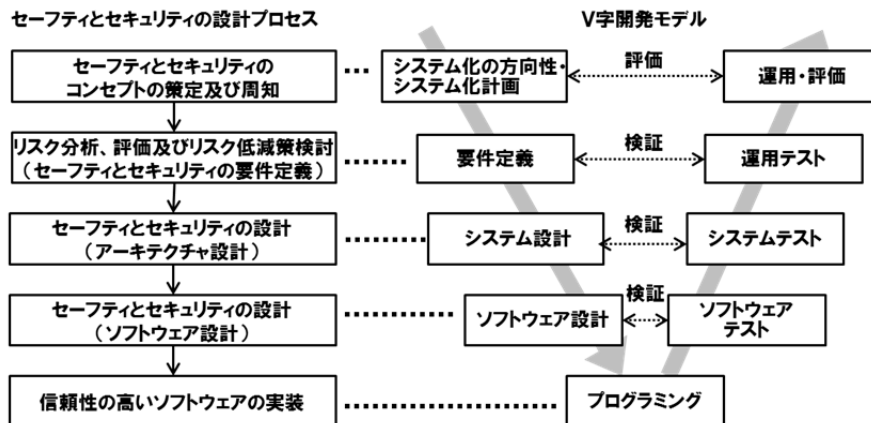 セーフティとセキュリティの設計プロセス
V字開発モデル
セーフティとセキュリティの
コンセプトの策定及び周知
システム化の方向性・
システム化計画
評価
運用・評価
リスク分析、評価及びリスク低減策検討
（セーフティとセキュリティの要件定義）
要件定義
検証
運用テスト
セーフティとセキュリティの設計
（アーキテクチャ設計）
システム設計
検証
システムテスト
セーフティとセキュリティの設計
（ソフトウェア設計）
ソフトウェア設計
検証
ソフトウェア
テスト
信頼性の高いソフトウェアの実装
プログラミング